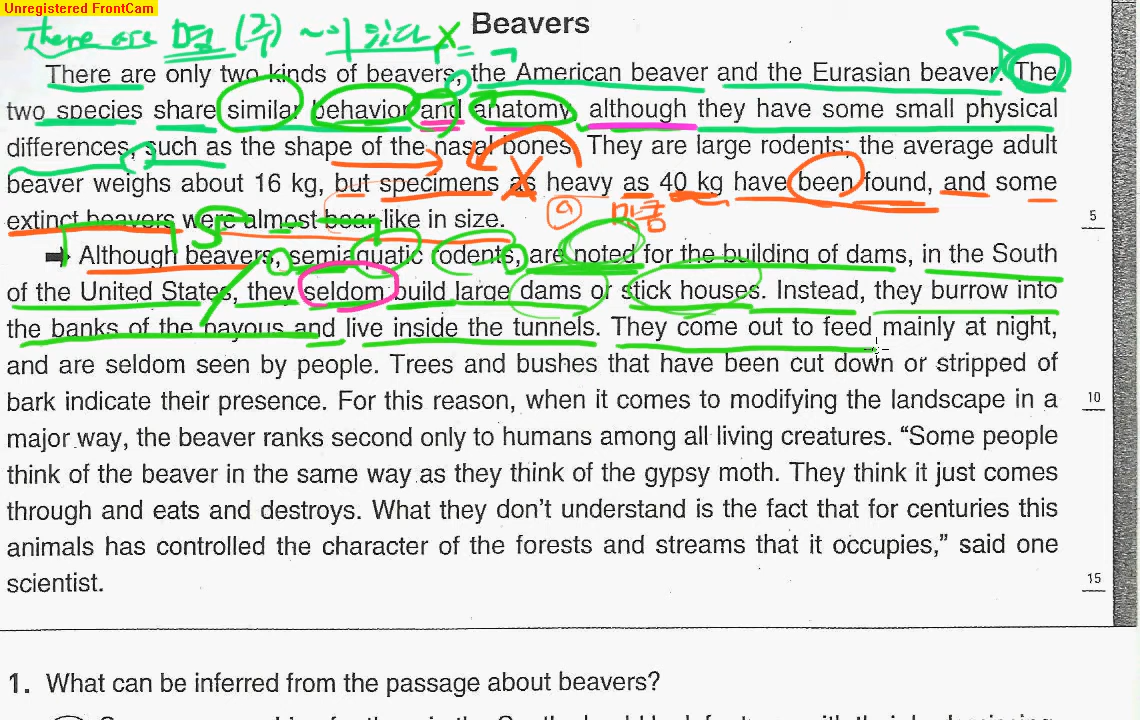 Unregistered FrontCam
There are 명 (주) ~이 있다
Beavers
There are only two kinds of beavers, the American beaver and the Eurasian beaver. The
two species share similar behavior and anatomy, although they have some small physical
differences, such as the shape of the nasal bones. They are large rodents; the average adult
beaver weighs about 16 kg, but specimens as heavy as 40 kg have been found, and some
만큼
extinct beavers were almost bear-like in size.
5
➡ Although beavers, semiaquatic rodents, are noted for the building of dams, in the South
of the United States, they seldom build large dams or stick houses. Instead, they burrow into
the banks of the bayous and live inside the tunnels. They come out to feed mainly at night,
and are seldom seen by people. Trees and bushes that have been cut down or stripped of
bark indicate their presence. For this reason, when it comes to modifying the landscape in a
10
major way, the beaver ranks second only to humans among all living creatures. “Some people
think of the beaver in the same way as they think of the gypsy moth. They think it just comes
through and eats and destroys. What they don't understand is the fact that for centuries this
animals has controlled the character of the forests and streams that it occupies,” said one
scientist.
15
1. What can be inferred from the passage about beavers?